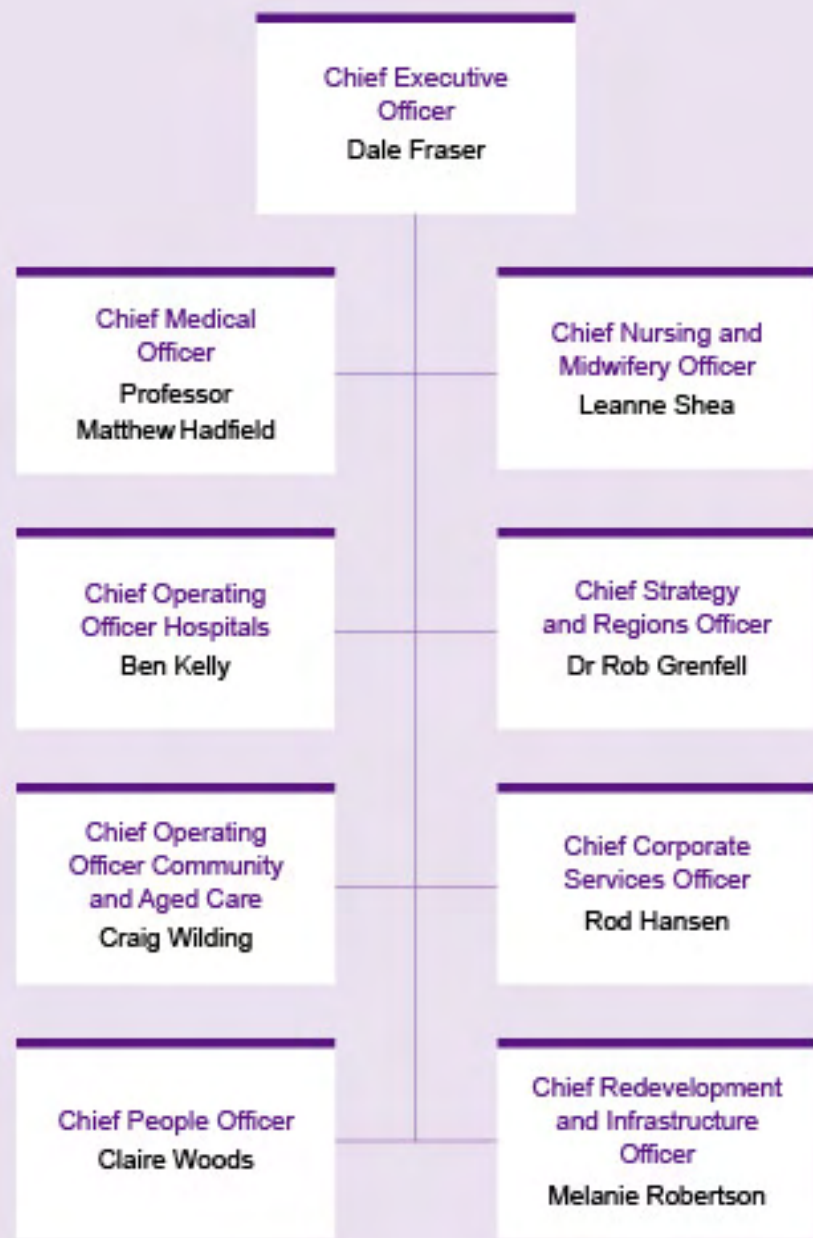 Chief Executive
Officer
Dale Fraser
Chief Medical
Officer
Professor
Matthew Hadfield
Chief Nursing and
Midwifery Officer
Leanne Shea
Chief Operating
Officer Hospitals
Ben Kelly
Chief Strategy
and Regions Officer
Dr Rob Grenfell
Chief Operating
Officer Community
and Aged Care
Craig Wilding
Chief Corporate
Services Officer
Rod Hansen
Chief People Officer
Claire Woods
Chief Redevelopment
and Infrastructure
Officer
Melanie Robertson